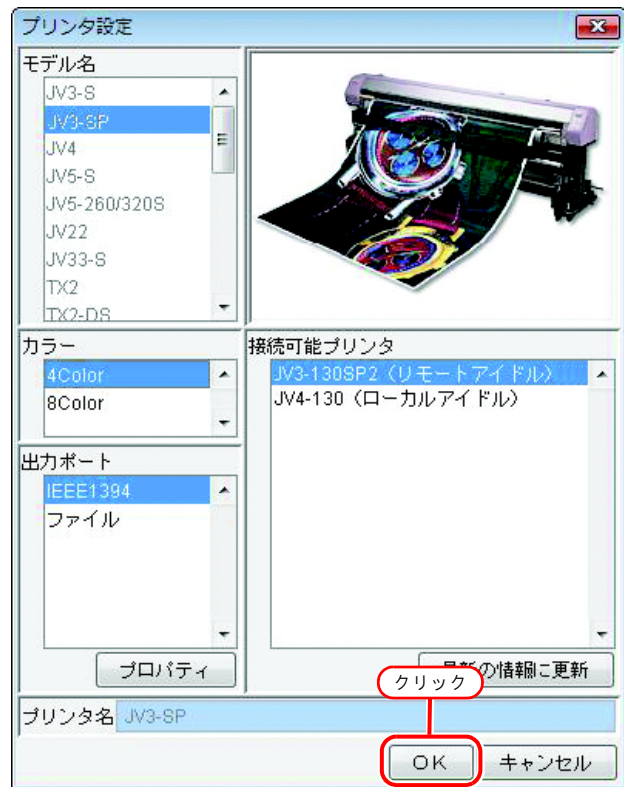 プリンタ設定
モデル名
JV3-S
JV3-SP
JV4
JV5-S
JV5-260/320S
JV22
JV33-S
TX2
TX2-DS
カラー
4Color
8Color
出力ポート
IEEE1394
ファイル
プロパティ
接続可能プリンタ
JV3-130SP2（リモートアイドル）
JV4-130（ローカルアイドル）
最新の情報に更新
クリック
プリンタ名 JV3-SP
OK キャンセル